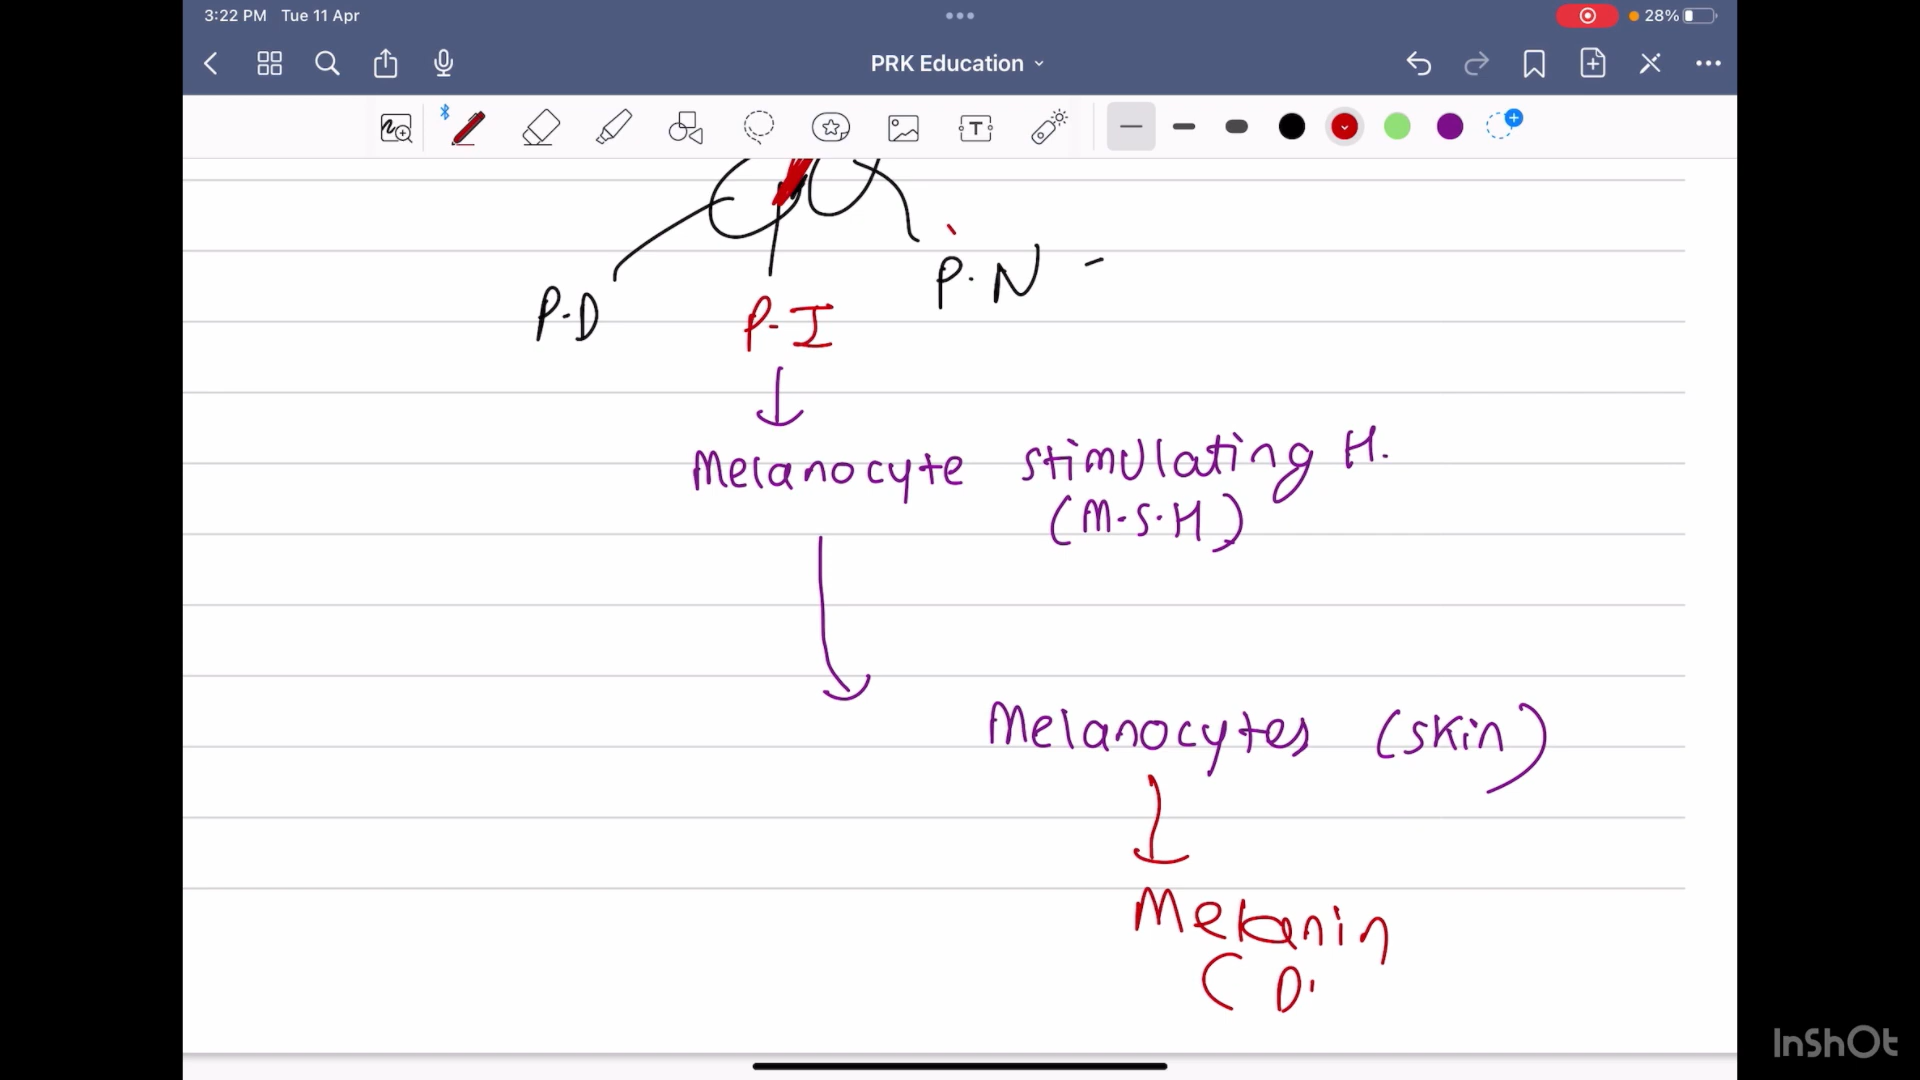 3:22 PM Tue 11 Apr
28%
PRK Education
T
P.N -
P.D
P-I
Melanocyte stimulating H.
(M.S.H)
Melanocytes (skin)
Melanin
( D
InShOt